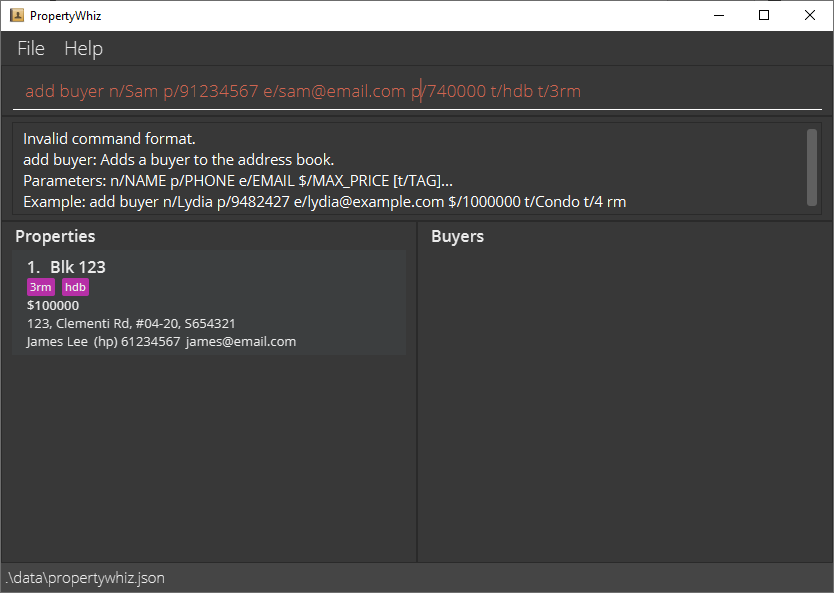 PropertyWhiz
File Help
add buyer n/Sam p/91234567 e/sam@email.com p/740000 t/hdb t/3rm
Invalid command format.
add buyer: Adds a buyer to the address book.
Parameters: n/NAME p/PHONE e/EMAIL $/MAX_PRICE [t/TAG]...
Example: add buyer n/Lydia p/9482427 e/lydia@example.com $/1000000 t/Condo t/4 rm
Properties
1. Blk 123
3rm hdb
$100000
123, Clementi Rd, #04-20, S654321
James Lee (hp) 61234567 james@email.com
Buyers
.\data\propertywhiz.json